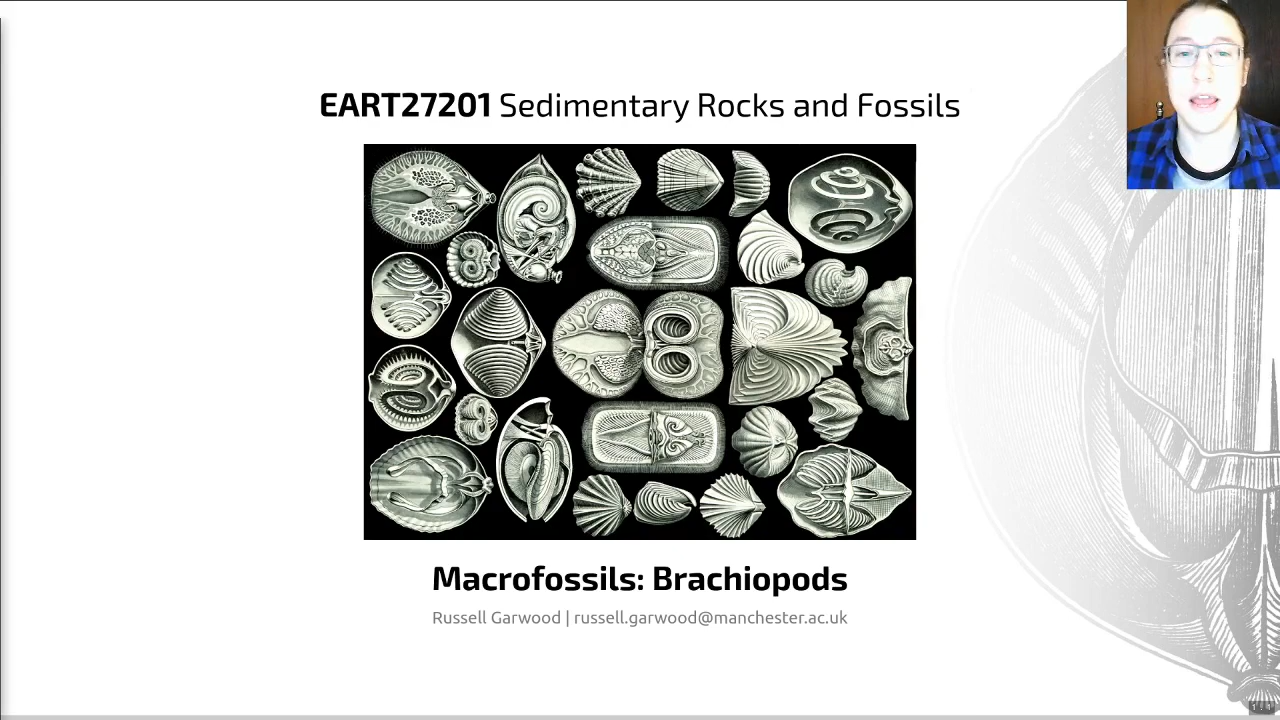 EART27201 Sedimentary Rocks and Fossils
Macrofossils: Brachiopods
Russell Garwood | russell.garwood@manchester.ac.uk